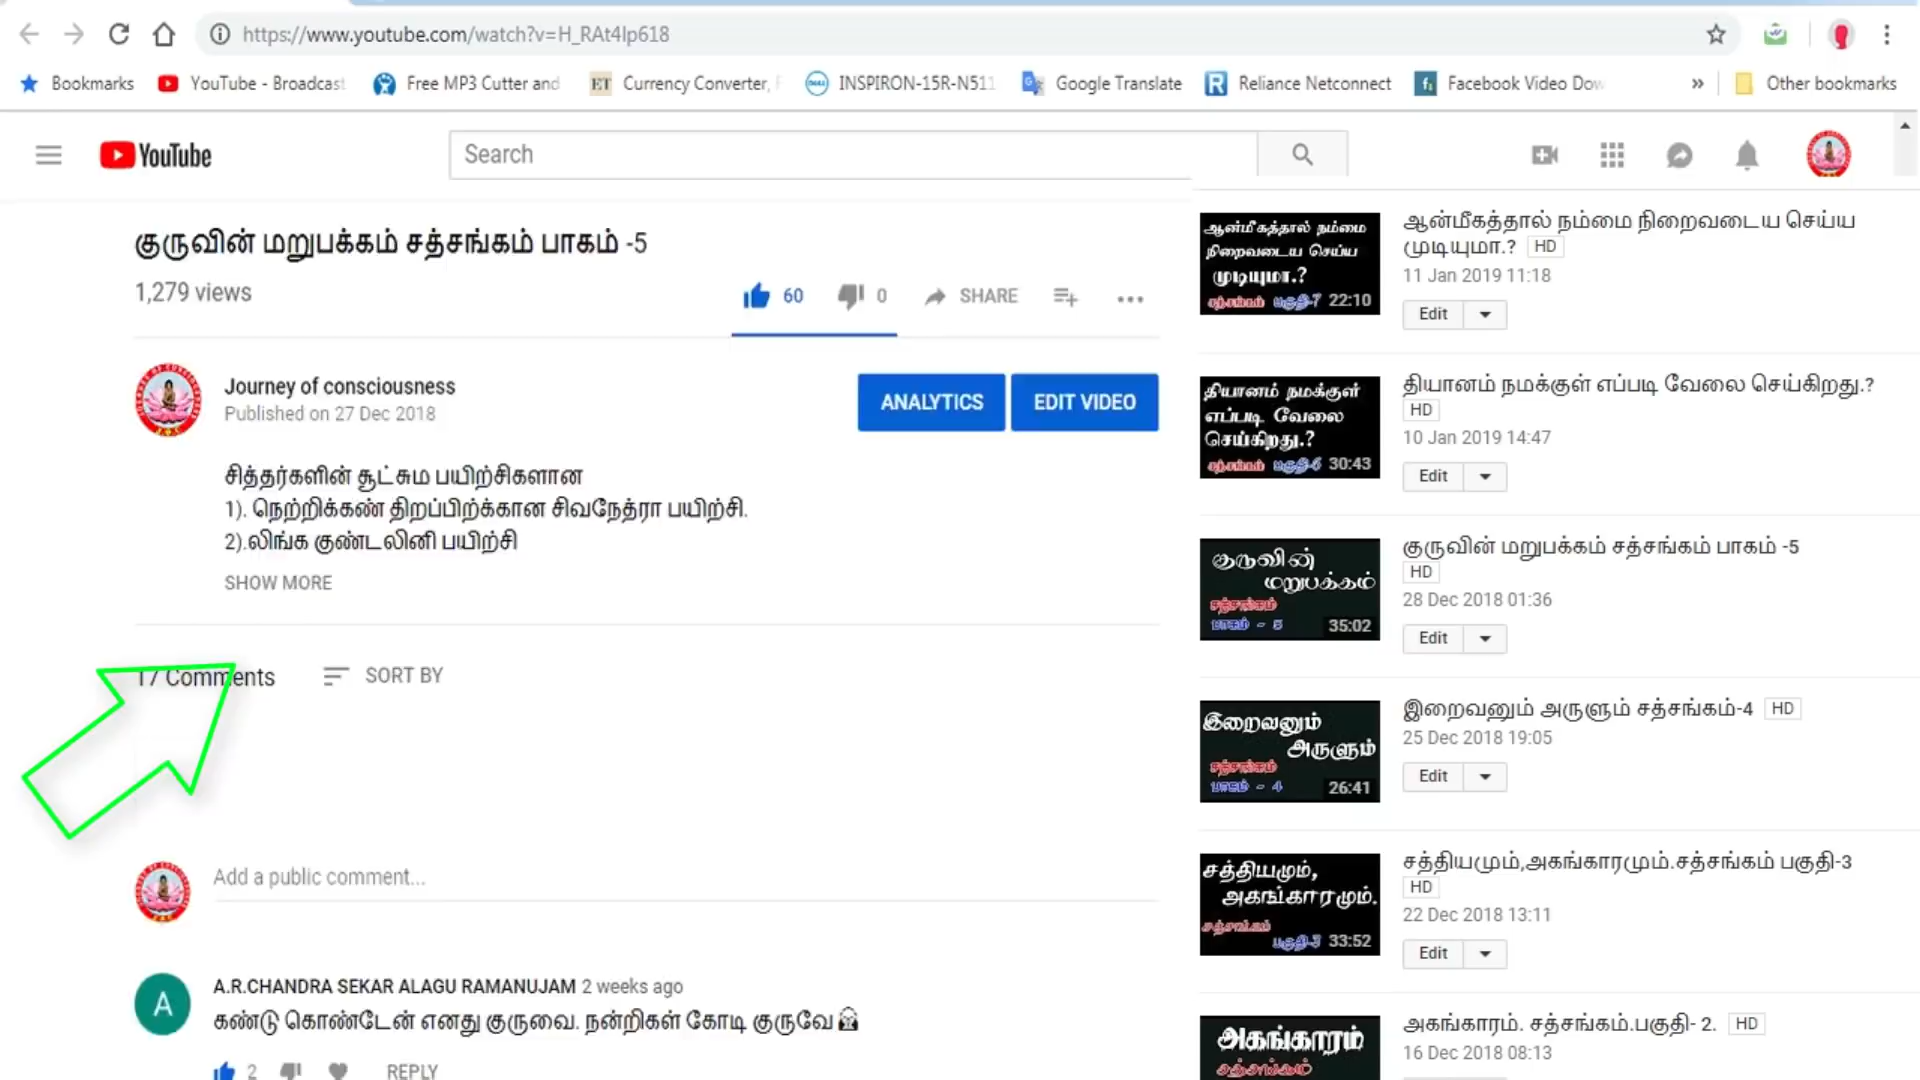 https://www.youtube.com/watch?v=H_RAt4lp618
Bookmarks
YouTube - Broadcast
Free MP3 Cutter and
Currency Converter,
INSPIRON-15R-N511
Google Translate
Reliance Netconnect
Facebook Video Dow
»
Other bookmarks
YouTube
Search
குருவின் மறுபக்கம் சத்சங்கம் பாகம் -5
1,279 views
60
0
SHARE
Journey of consciousness
Published on 27 Dec 2018
ANALYTICS
EDIT VIDEO
சித்தர்களின் சூட்சும பயிற்சிகளான
1). நெற்றிக்கண் திறப்பிற்க்கான சிவநேத்ரா பயிற்சி.
2).லிங்க குண்டலினி பயிற்சி
SHOW MORE
17 Comments
SORT BY
Add a public comment...
A
A.R.CHANDRA SEKAR ALAGU RAMANUJAM 2 weeks ago
கண்டு கொண்டேன் எனது குருவை. நன்றிகள் கோடி குருவே
2
REPLY
ஆன்மீகத்தால் நம்மை
நிறைவடைய செய்ய
முடியுமா.?
சத்சங்கம் பகுதி-7 22:10
ஆன்மீகத்தால் நம்மை நிறைவடைய செய்ய
முடியுமா.? HD
11 Jan 2019 11:18
Edit
தியானம் நமக்குள்
எப்படி வேலை
செய்கிறது.?
சத்சங்கம் பகுதி-6 30:43
தியானம் நமக்குள் எப்படி வேலை செய்கிறது.?
HD
10 Jan 2019 14:47
Edit
குருவின்
மறுபக்கம்
சத்சங்கம்
பாகம் - 5 35:02
குருவின் மறுபக்கம் சத்சங்கம் பாகம் -5
HD
28 Dec 2018 01:36
Edit
இறைவனும்
அருளும்
சத்சங்கம்
பாகம் - 4 26:41
இறைவனும் அருளும் சத்சங்கம்-4 HD
25 Dec 2018 19:05
Edit
சத்தியமும்,
அகங்காரமும்.
சத்சங்கம்
பகுதி-3 33:52
சத்தியமும்,அகங்காரமும்.சத்சங்கம் பகுதி-3
HD
22 Dec 2018 13:11
Edit
அகங்காரம்
சத்சங்கம்
அகங்காரம். சத்சங்கம்.பகுதி- 2. HD
16 Dec 2018 08:13